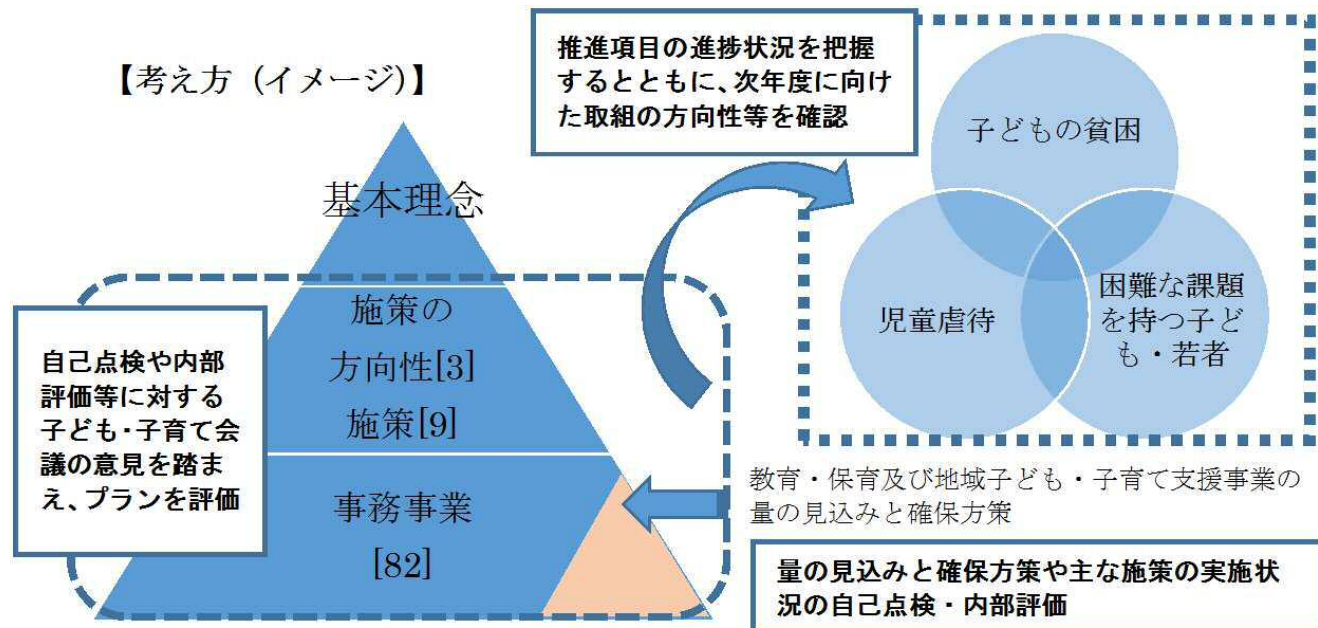 【考え方（イメージ）】
推進項目の進捗状況を把握
するとともに、次年度に向け
た取組の方向性等を確認
基本理念
施策の
方向性[3]
施策[9]
事務事業
[82]
自己点検や内部
評価等に対する
子ども・子育て会
議の意見を踏ま
え、プランを評価
子どもの貧困
児童虐待
困難な課題
を持つ子ど
も・若者
教育・保育及び地域子ども・子育て支援事業の
量の見込みと確保方策
量の見込みと確保方策や主な施策の実施状
況の自己点検・内部評価